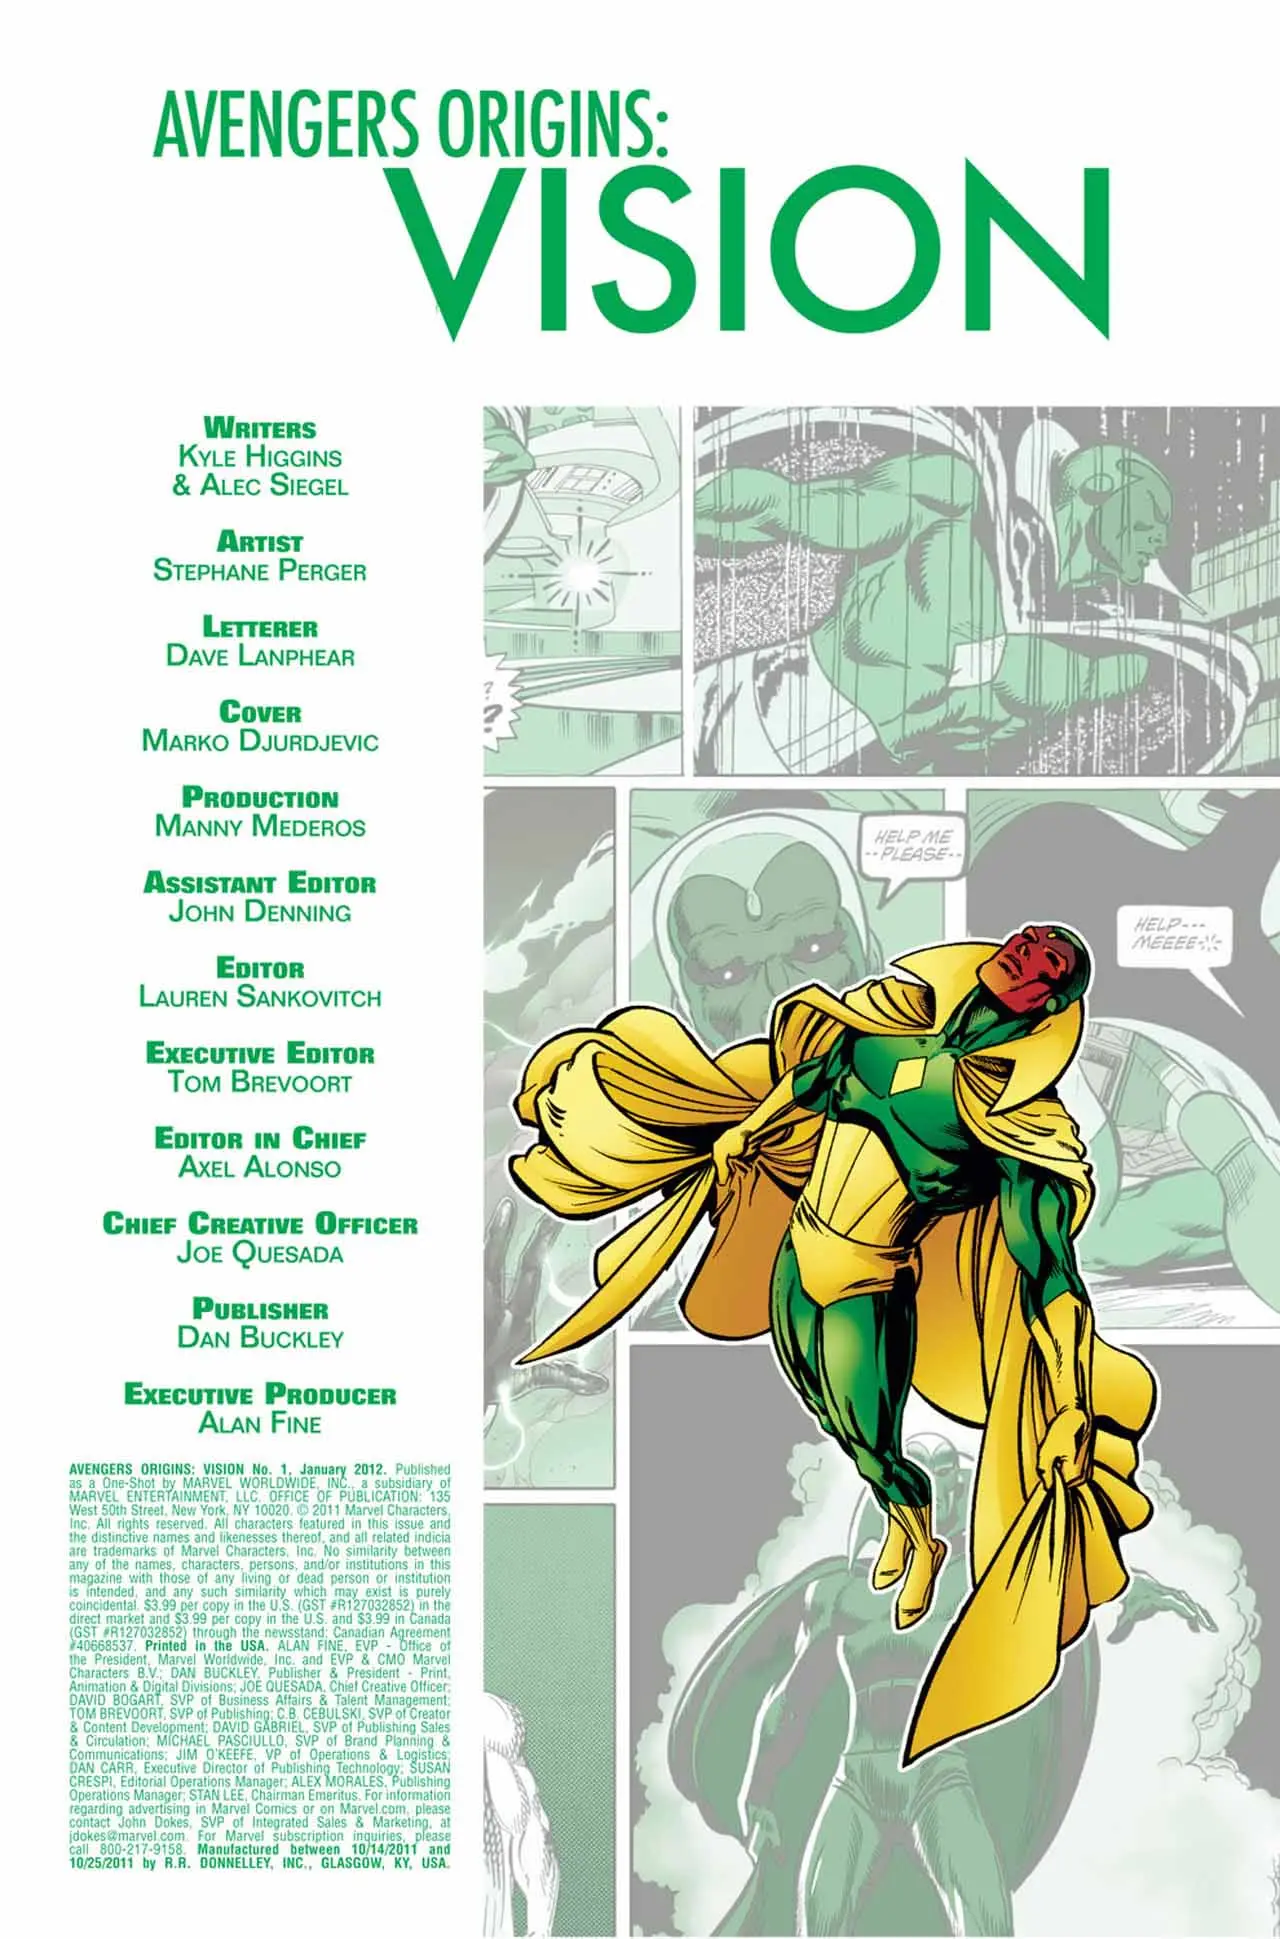 AVENGERS ORIGINS:
VISION
WRITERS
KYLE HIGGINS
& ALEC SIEGEL
ARTIST
STEPHANE PERGER
LETTERER
DAVE LANPHEAR
COVER
MARKO DJURDJEVIC
PRODUCTION
MANNY MEDEROS
ASSISTANT EDITOR
JOHN DENNING
EDITOR
LAUREN SANKOVITCH
EXECUTIVE EDITOR
TOM BREVOORT
EDITOR IN CHIEF
AXEL ALONSO
CHIEF CREATIVE OFFICER
JOE QUESADA
PUBLISHER
DAN BUCKLEY
EXECUTIVE PRODUCER
ALAN FINE
AVENGERS ORIGINS: VISION No. 1, January 2012. Published
as a One-Shot by MARVEL WORLDWIDE, INC., a subsidiary of
MARVEL ENTERTAINMENT, LLC. OFFICE OF PUBLICATION: 135
West 50th Street, New York, NY 10020. © 2011 Marvel Characters,
Inc. All rights reserved. All characters featured in this issue and
the distinctive names and likenesses thereof, and all related indicia
are trademarks of Marvel Characters, Inc. No similarity between
any of the names, characters, persons, and/or institutions in this
magazine with those of any living or dead person or institution
is intended, and any such similarity which may exist is purely
coincidental. $3.99 per copy in the U.S. (GST #R127032852) in the
direct market and $3.99 per copy in the U.S. and $3.99 in Canada
(GST #R127032852) through the newsstand; Canadian Agreement
#40668537. Printed in the USA. ALAN FINE, EVP - Office of
the President, Marvel Worldwide, Inc. and EVP & CMO Marvel
Characters B.V.; DAN BUCKLEY, Publisher & President - Print,
Animation & Digital Divisions; JOE QUESADA, Chief Creative Officer;
DAVID BOGART, SVP of Business Affairs & Talent Management;
TOM BREVOORT, SVP of Publishing; C.B. CEBULSKI, SVP of Creator
& Content Development; DAVID GABRIEL, SVP of Publishing Sales
& Circulation; MICHAEL PASCIULLO, SVP of Brand Planning &
Communications; JIM O'KEEFE, VP of Operations & Logistics;
DAN CARR, Executive Director of Publishing Technology; SUSAN
CRESPI, Editorial Operations Manager; ALEX MORALES, Publishing
Operations Manager; STAN LEE, Chairman Emeritus. For information
regarding advertising in Marvel Comics or on Marvel.com, please
contact John Dokes, SVP of Integrated Sales & Marketing, at
jdokes@marvel.com. For Marvel subscription inquiries, please
call 800-217-9158. Manufactured between 10/14/2011 and
10/25/2011 by R.R. DONNELLEY, INC., GLASGOW, KY, USA.
?
?
HELP ME
--PLEASE--
HELP---
MEEEE-